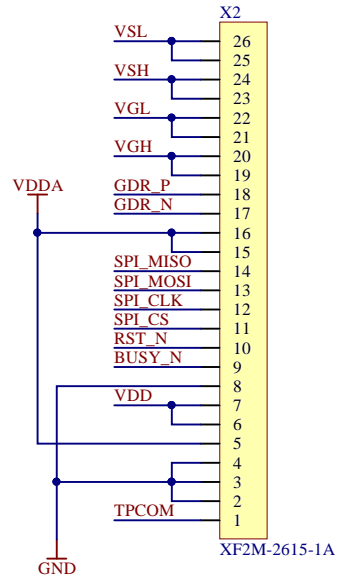 X2
VSL 26
25
VSH 24
23
VGL 22
21
VGH 20
19
VDDA GDR_P 18
GDR_N 17
16
15
SPI_MISO 14
SPI_MOSI 13
SPI_CLK 12
SPI_CS 11
RST_N 10
BUSY_N 9
8
VDD 7
6
5
4
3
2
TPCOM 1
XF2M-2615-1A
GND